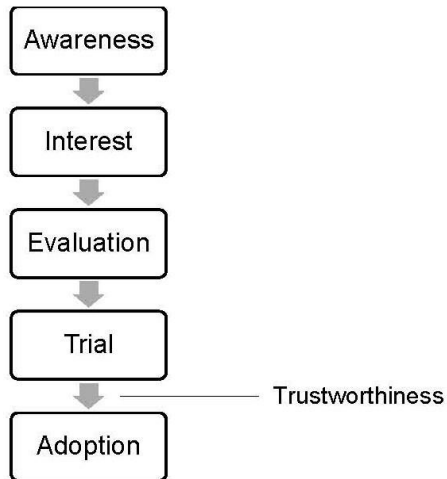 Awareness
Interest
Evaluation
Trial
Trustworthiness
Adoption